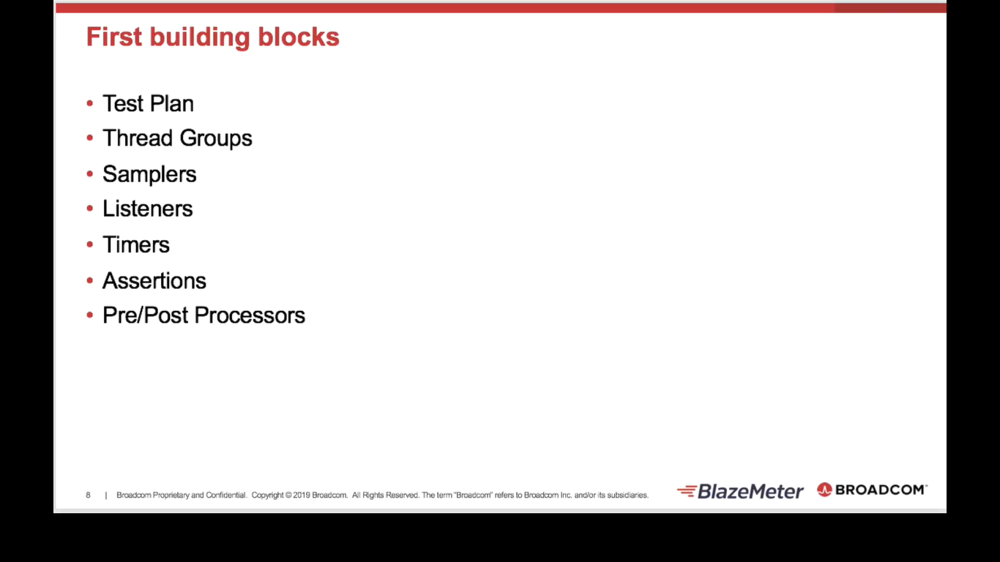 First building blocks
• Test Plan
• Thread Groups
• Samplers
• Listeners
• Timers
• Assertions
• Pre/Post Processors
8 | Broadcom Proprietary and Confidential. Copyright © 2019 Broadcom. All Rights Reserved. The term "Broadcom" refers to Broadcom Inc. and/or its subsidiaries.
BlazeMeter BROADCOM